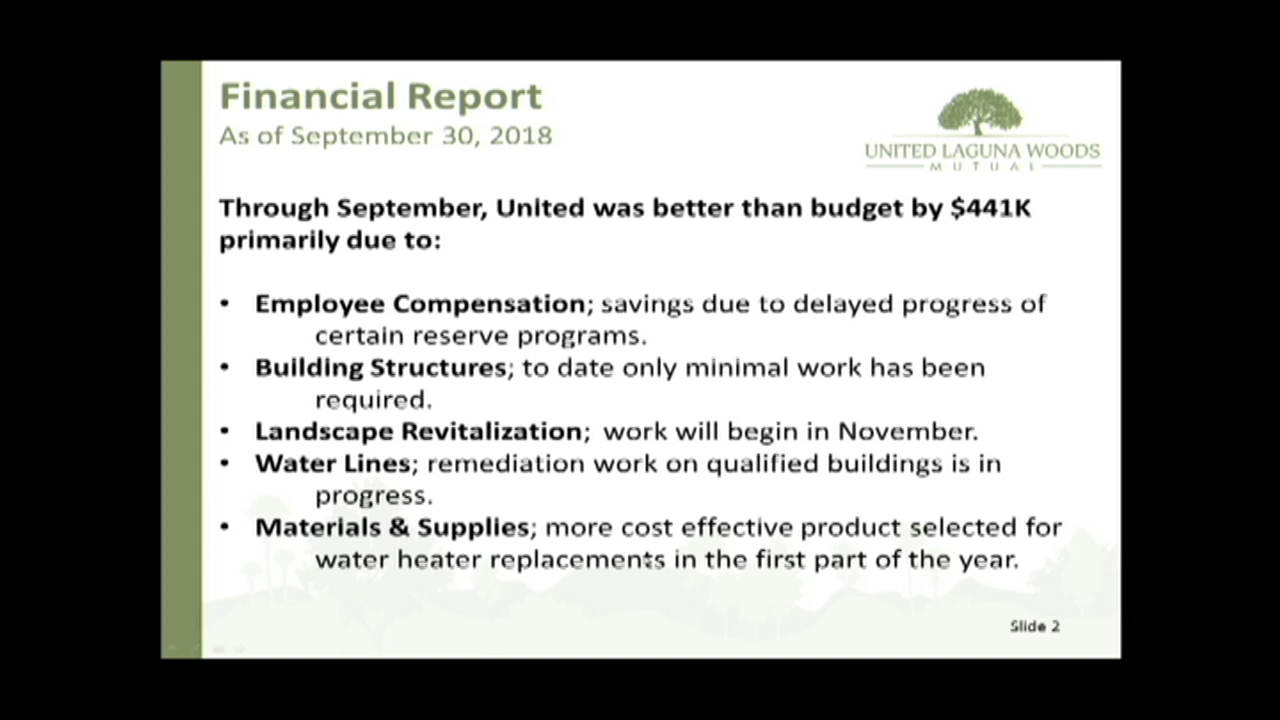 Financial Report
As of September 30, 2018
UNITED LAGUNA WOODS
MUTUAL
Through September, United was better than budget by $441K
primarily due to:
• Employee Compensation; savings due to delayed progress of
certain reserve programs.
• Building Structures; to date only minimal work has been
required.
• Landscape Revitalization; work will begin in November.
• Water Lines; remediation work on qualified buildings is in
progress.
• Materials & Supplies; more cost effective product selected for
water heater replacements in the first part of the year.
Slide 2